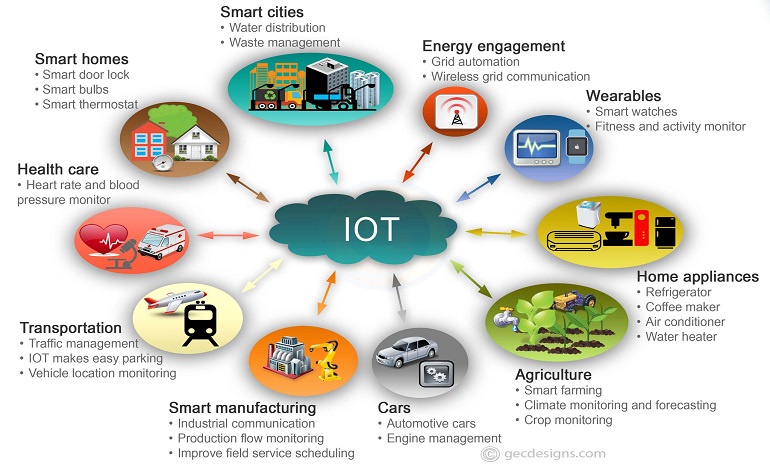 Smart cities
• Water distribution
• Waste management
Energy engagement
• Grid automation
• Wireless grid communication
Smart homes
• Smart door lock
• Smart bulbs
• Smart thermostat
Wearables
• Smart watches
• Fitness and activity monitor
Health care
• Heart rate and blood
pressure monitor
IOT
Home appliances
• Refrigerator
• Coffee maker
• Air conditioner
• Water heater
Transportation
• Traffic management
• IOT makes easy parking
• Vehicle location monitoring
Agriculture
• Smart farming
• Climate monitoring and forecasting
• Crop monitoring
Smart manufacturing
• Industrial communication
• Production flow monitoring
• Improve field service scheduling
Cars
• Automotive cars
• Engine management
© gecdesigns.com